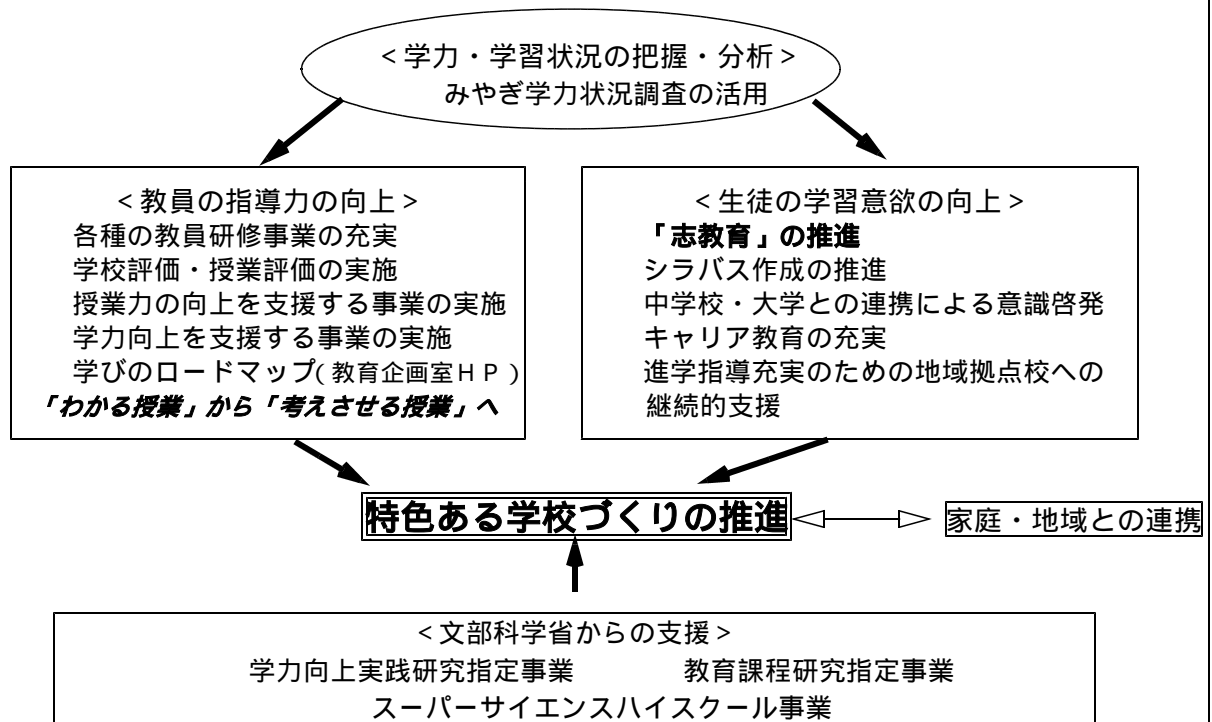 <学力・学習状況の把握・分析>
みやぎ学力状況調査の活用
<教員の指導力の向上>
各種の教員研修事業の充実
学校評価・授業評価の実施
授業力の向上を支援する事業の実施
学力向上を支援する事業の実施
学びのロードマップ(教育企画室HP)
「わかる授業」から「考えさせる授業」へ
<生徒の学習意欲の向上>
「志教育」の推進
シラバス作成の推進
中学校・大学との連携による意識啓発
キャリア教育の充実
進学指導充実のための地域拠点校への
継続的支援
特色ある学校づくりの推進
家庭・地域との連携
<文部科学省からの支援>
学力向上実践研究指定事業 教育課程研究指定事業
スーパーサイエンスハイスクール事業